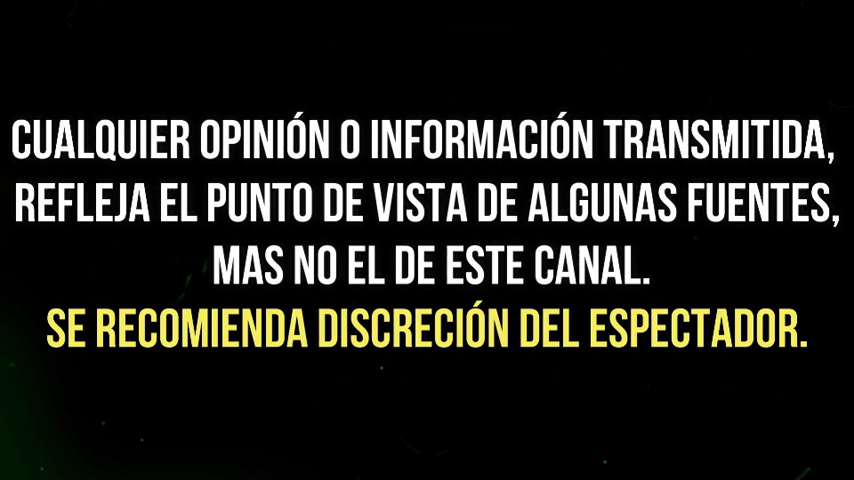 CUALQUIER OPINIÓN O INFORMACIÓN TRANSMITIDA,
REFLEJA EL PUNTO DE VISTA DE ALGUNAS FUENTES,
MAS NO EL DE ESTE CANAL.
SE RECOMIENDA DISCRECIÓN DEL ESPECTADOR.